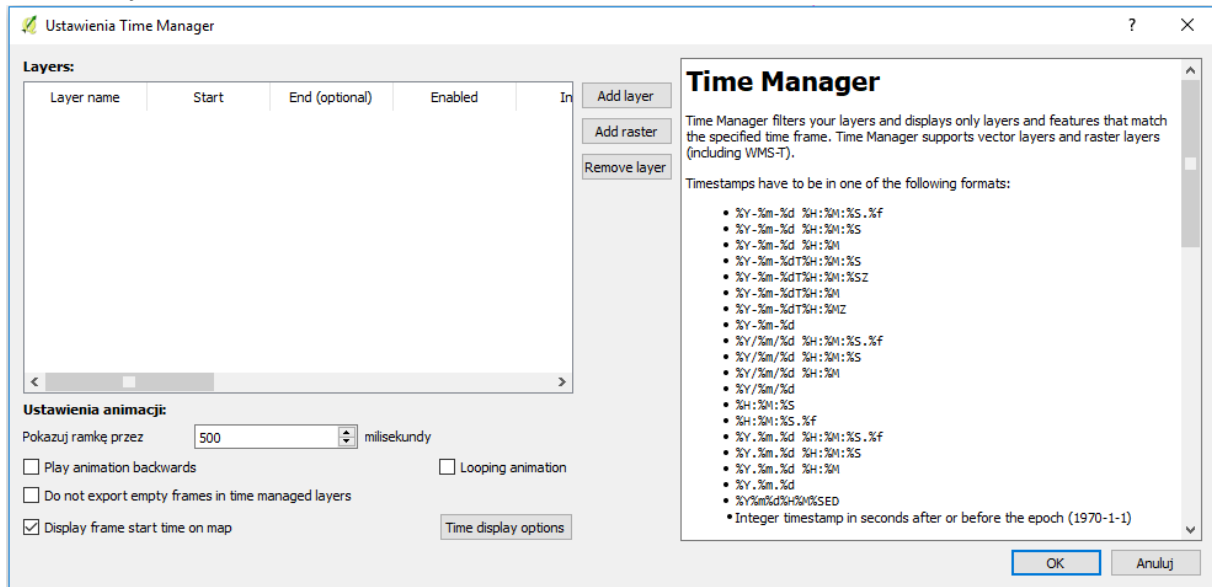 Ustawienia Time Manager
?
Layers:
Layer name Start End (optional) Enabled In
Add layer
Add raster
Remove layer
Ustawienia animacji:
Pokazuj ramkę przez 500 milisekundy
Play animation backwards Looping animation
Do not export empty frames in time managed layers
Display frame start time on map Time display options
Time Manager
Time Manager filters your layers and displays only layers and features that match
the specified time frame. Time Manager supports vector layers and raster layers
(including WMS-T).
Timestamps have to be in one of the following formats:
• %Y-%m-%d %H:%M:%S.%f
• %Y-%m-%d %H:%M:%S
• %Y-%m-%d %H:%M
• %Y-%m-%dT%H:%M:%S
• %Y-%m-%dT%H:%M:%SZ
• %Y-%m-%dT%H:%M
• %Y-%m-%dT%H:%MZ
• %Y-%m-%d
• %Y/%m/%d %H:%M:%S.%f
• %Y/%m/%d %H:%M:%S
• %Y/%m/%d %H:%M
• %Y/%m/%d
• %H:%M:%S
• %H:%M:%S.%f
• %Y.%m.%d %H:%M:%S.%f
• %Y.%m.%d %H:%M:%S
• %Y.%m.%d %H:%M
• %Y.%m.%d
• %Y%m%d%H%M%SED
• Integer timestamp in seconds after or before the epoch (1970-1-1)
OK Anuluj